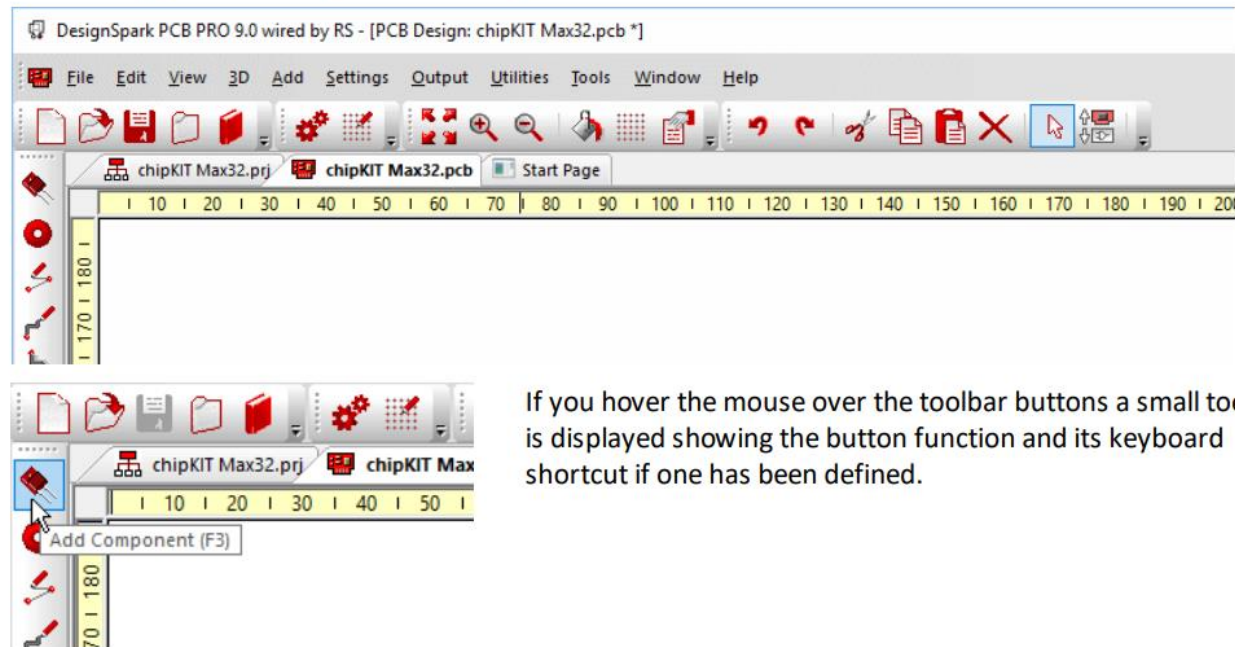 DesignSpark PCB PRO 9.0 wired by RS - [PCB Design: chipKIT Max32.pcb *]
File Edit View 3D Add Settings Output Utilities Tools Window Help
chipKIT Max32.prj chipKIT Max32.pcb Start Page
10 20 30 40 50 60 70 80 90 100 110 120 130 140 150 160 170 180 190 200
180
170
If you hover the mouse over the toolbar buttons a small
is displayed showing the button function and its keyboard
shortcut if one has been defined.
chipKIT Max32.prj chipKIT Max
10 20 30 40 50
Add Component (F3)
180